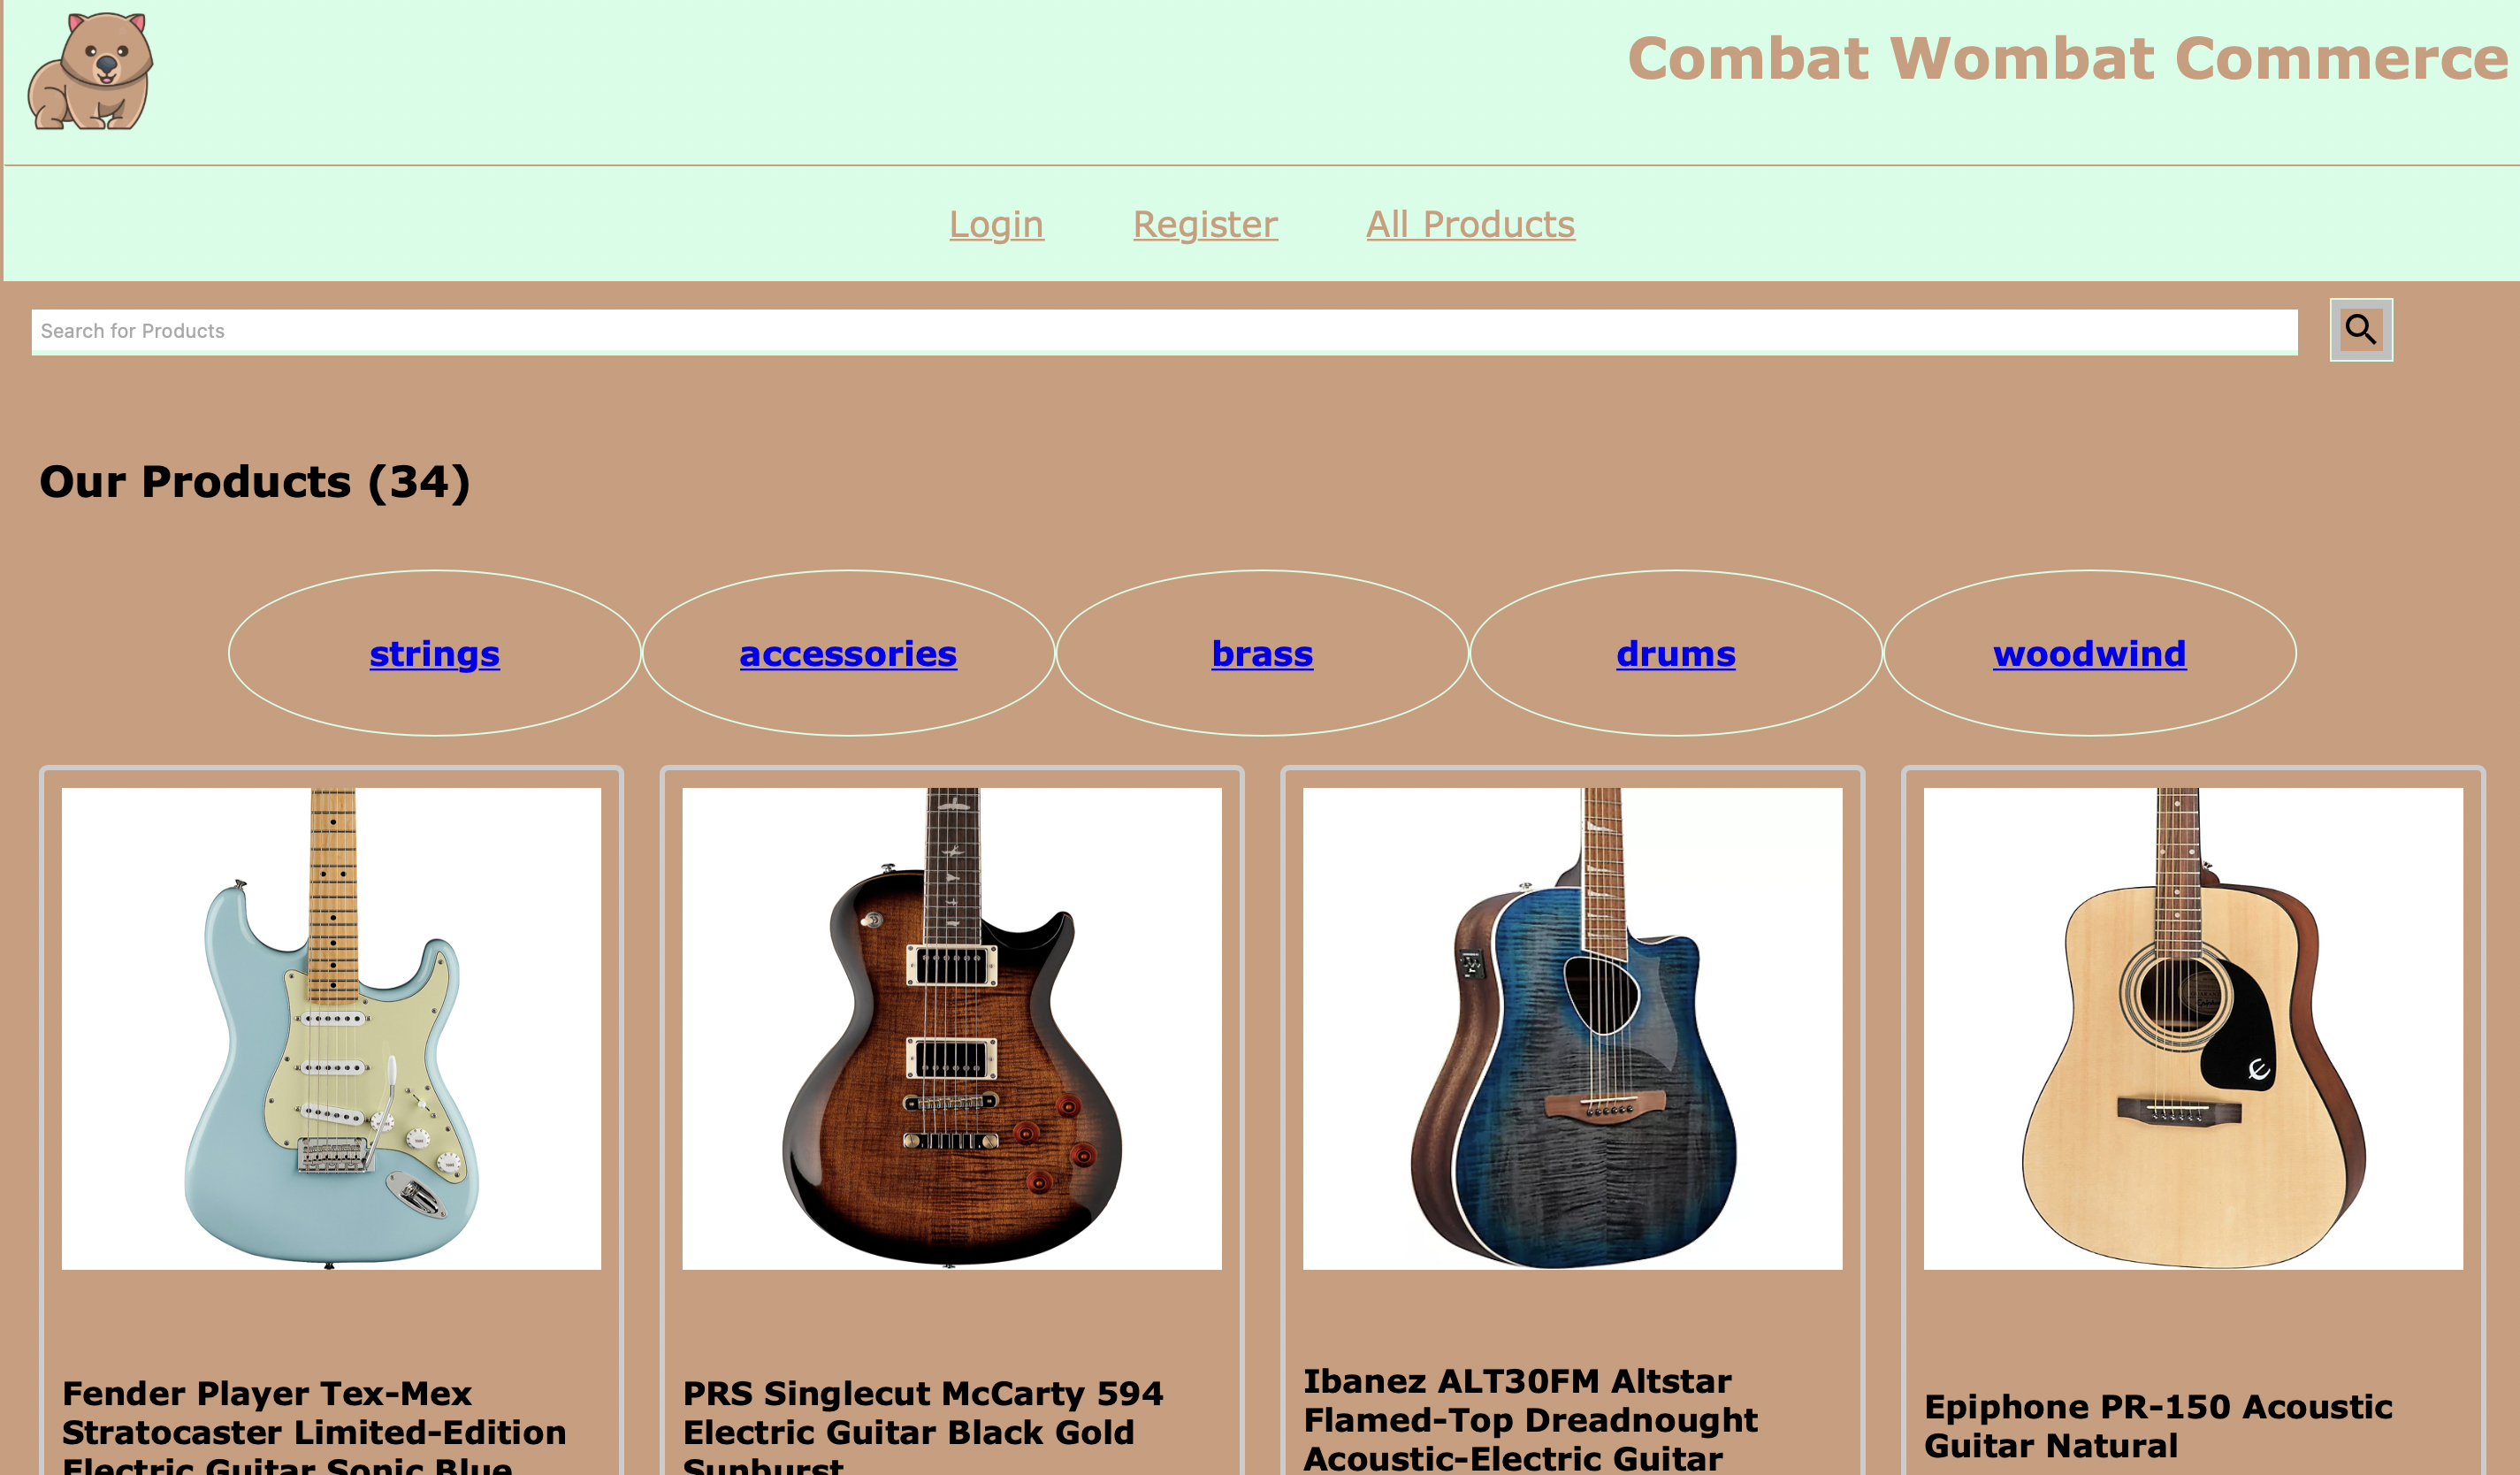 Combat Wombat Commerce
Login Register All Products
Search for Products
Our Products (34)
strings accessories brass drums woodwind
Fender Player Tex-Mex
Stratocaster Limited-Edition
Electric Guitar Sonic Blue
PRS Singlecut McCarty 594
Electric Guitar Black Gold
Sunburst
Ibanez ALT30FM Altstar
Flamed-Top Dreadnought
Acoustic-Electric Guitar
Epiphone PR-150 Acoustic
Guitar Natural